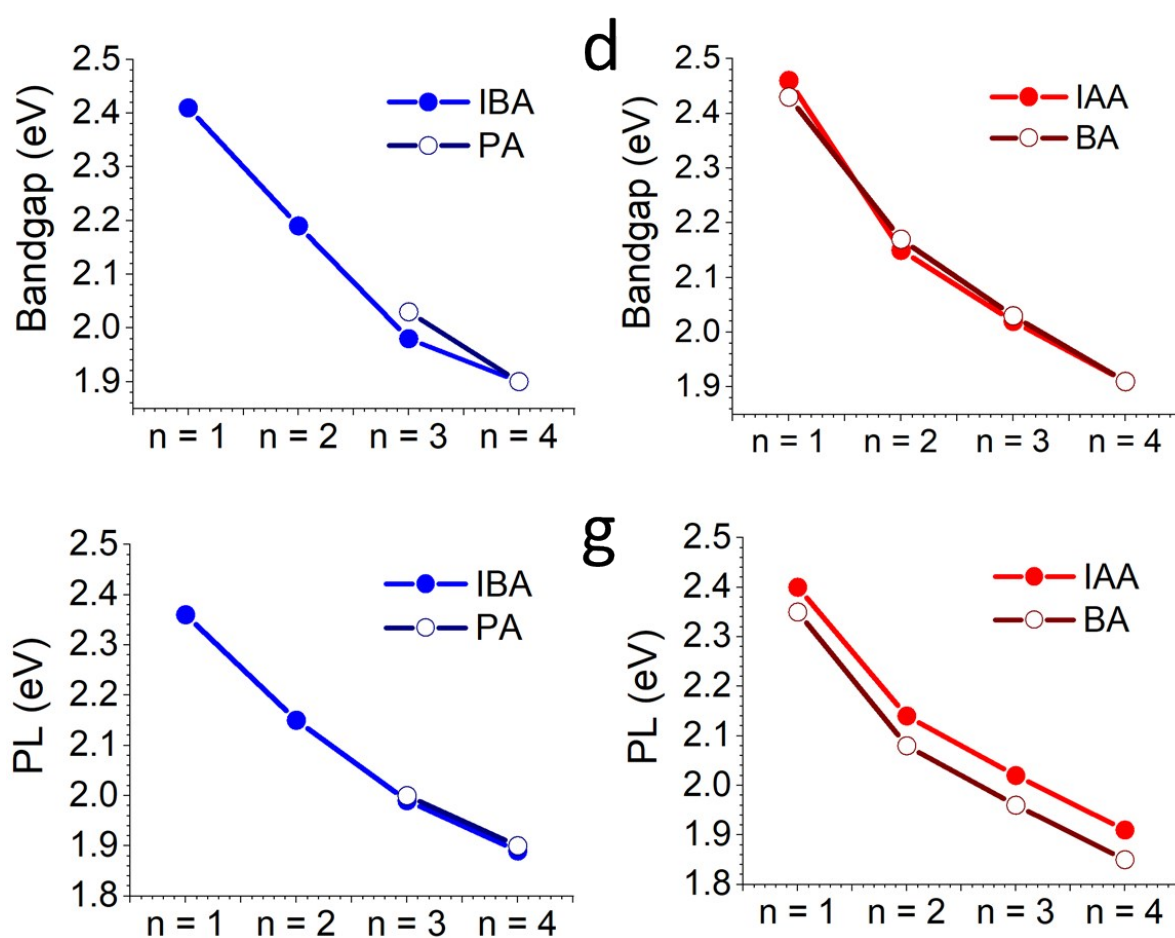 Bandgap (eV)
2.5
2.4
2.3
2.2
2.1
2.0
1.9
IBA
PA
n = 1 n = 2 n = 3 n = 4
d
Bandgap (eV)
2.5
2.4
2.3
2.2
2.1
2.0
1.9
IAA
BA
n = 1 n = 2 n = 3 n = 4
PL (eV)
2.5
2.4
2.3
2.2
2.1
2.0
1.9
1.8
IBA
PA
n = 1 n = 2 n = 3 n = 4
g
PL (eV)
2.5
2.4
2.3
2.2
2.1
2.0
1.9
1.8
IAA
BA
n = 1 n = 2 n = 3 n = 4